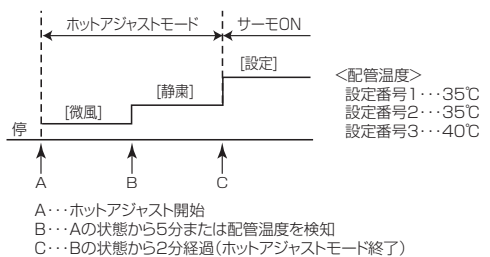 ホットアジャストモード
サーモON
[設定]
[静粛]
[微風]
停
<配管温度>
設定番号1・・・35℃
設定番号2・・・35℃
設定番号3・・・40℃
A
B
C
A・・・ホットアジャスト開始
B・・・Aの状態から5分または配管温度を検知
C・・・Bの状態から2分経過(ホットアジャストモード終了)